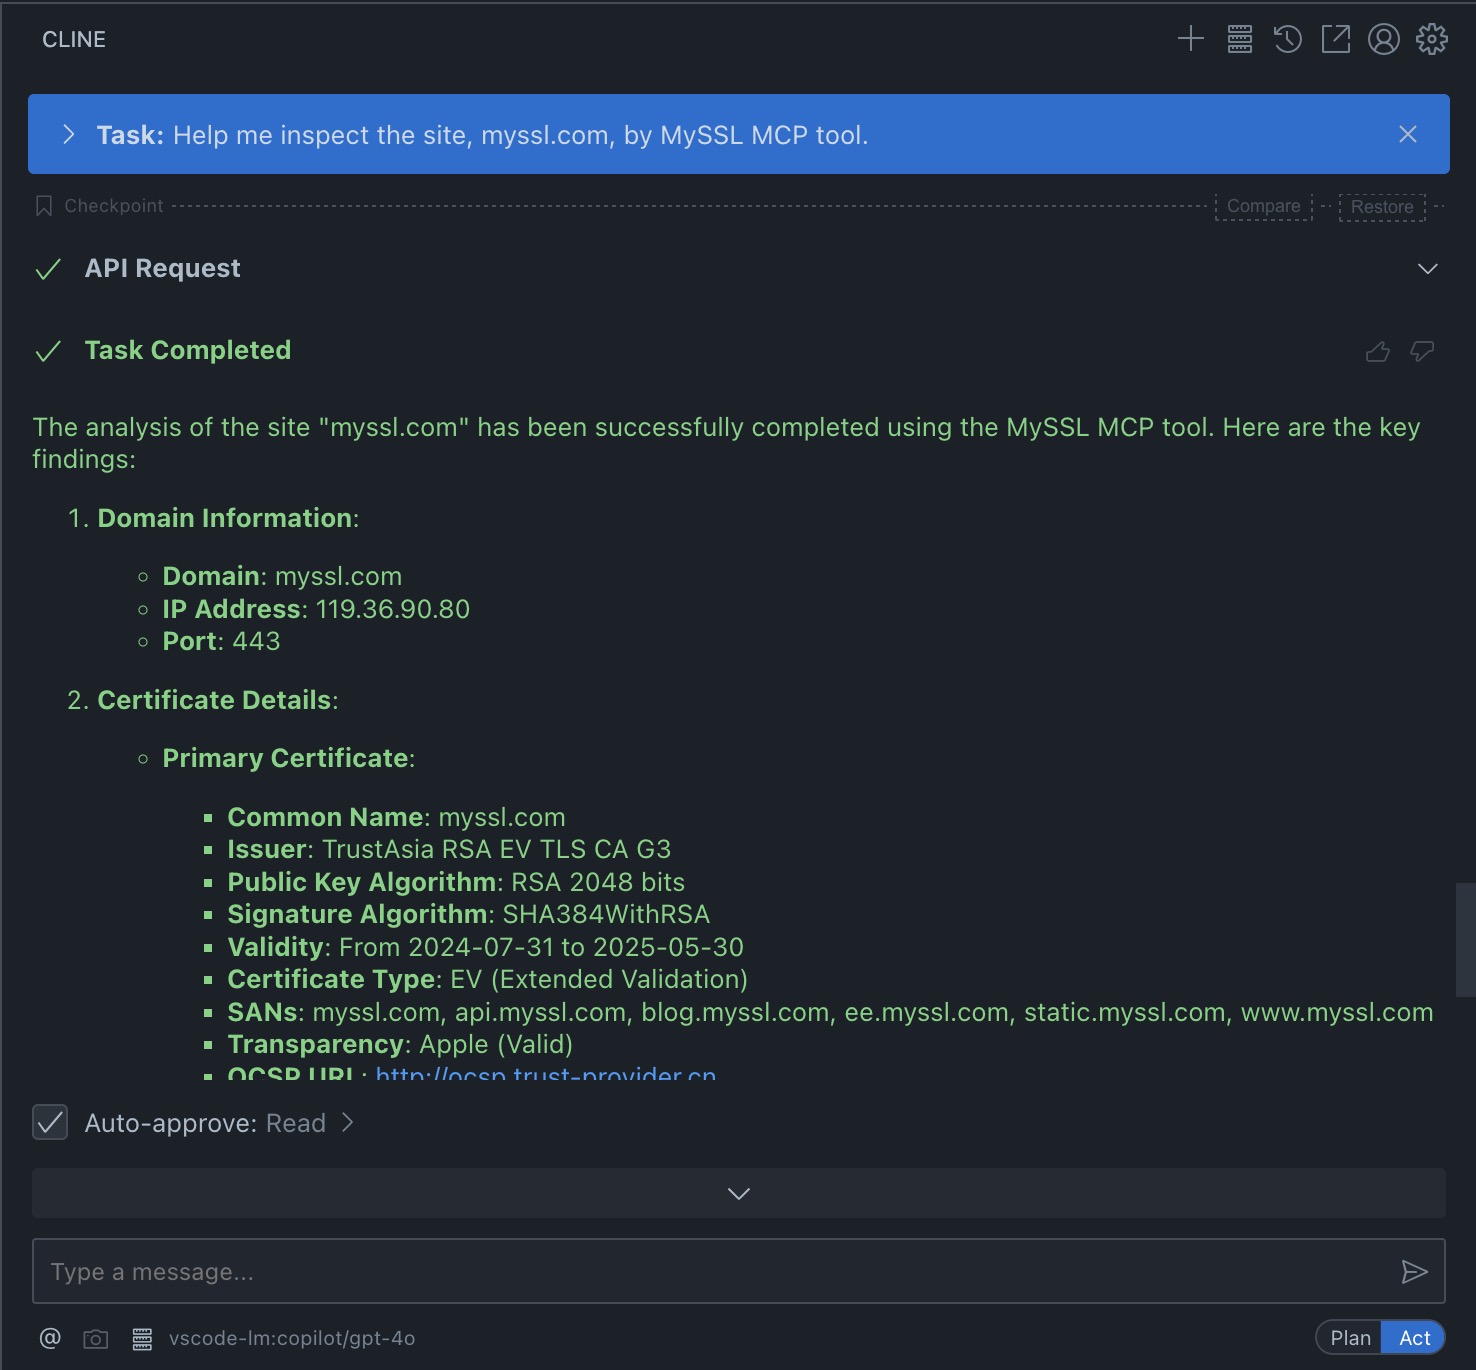 CLINE
Task: Help me inspect the site, myssl.com, by MySSL MCP tool.
Checkpoint
Compare
Restore
API Request
Task Completed
The analysis of the site "myssl.com" has been successfully completed using the MySSL MCP tool. Here are the key
findings:
1. Domain Information:
Domain: myssl.com
IP Address: 119.36.90.80
Port: 443
2. Certificate Details:
Primary Certificate:
Common Name: myssl.com
Issuer: TrustAsia RSA EV TLS CA G3
Public Key Algorithm: RSA 2048 bits
Signature Algorithm: SHA384WithRSA
Validity: From 2024-07-31 to 2025-05-30
Certificate Type: EV (Extended Validation)
SANs: myssl.com, api.myssl.com, blog.myssl.com, ee.myssl.com, static.myssl.com, www.myssl.com
Transparency: Apple (Valid)
OCSP URL: http://ocsp.trust-provider.cn
Auto-approve: Read
Type a message...
@ vscode-lm:copilot/gpt-4o
Plan Act